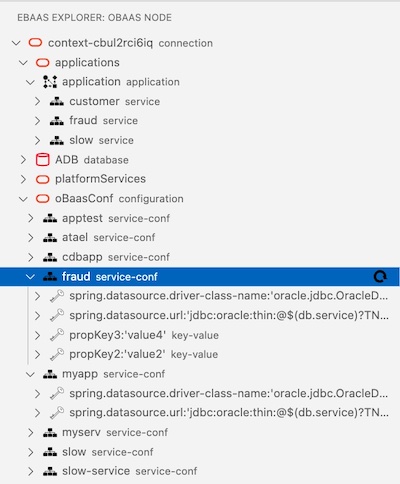 EBAAS EXPLORER: OBAAS NODE
context-cbul2rci6iq connection
applications
application application
customer service
fraud service
slow service
ADB database
platformServices
oBaasConf configuration
apptest service-conf
atael service-conf
cdbapp service-conf
fraud service-conf
spring.datasource.driver-class-name:'oracle.jdbc.OracleD...
spring.datasource.url:'jdbc:oracle:thin:@$(db.service)?TN...
propKey3:'value4' key-value
propKey2:'value2' key-value
myapp service-conf
spring.datasource.driver-class-name:'oracle.jdbc.OracleD...
spring.datasource.url:'jdbc:oracle:thin:@$(db.service)?TN...
myserv service-conf
slow service-conf
slow-service service-conf